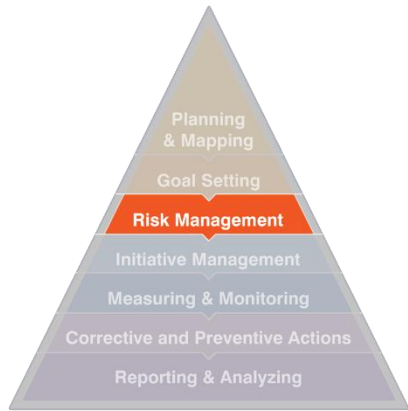 Planning
& Mapping
Goal Setting
Risk Management
Initiative Management
Measuring & Monitoring
Corrective and Preventive Actions
Reporting & Analyzing